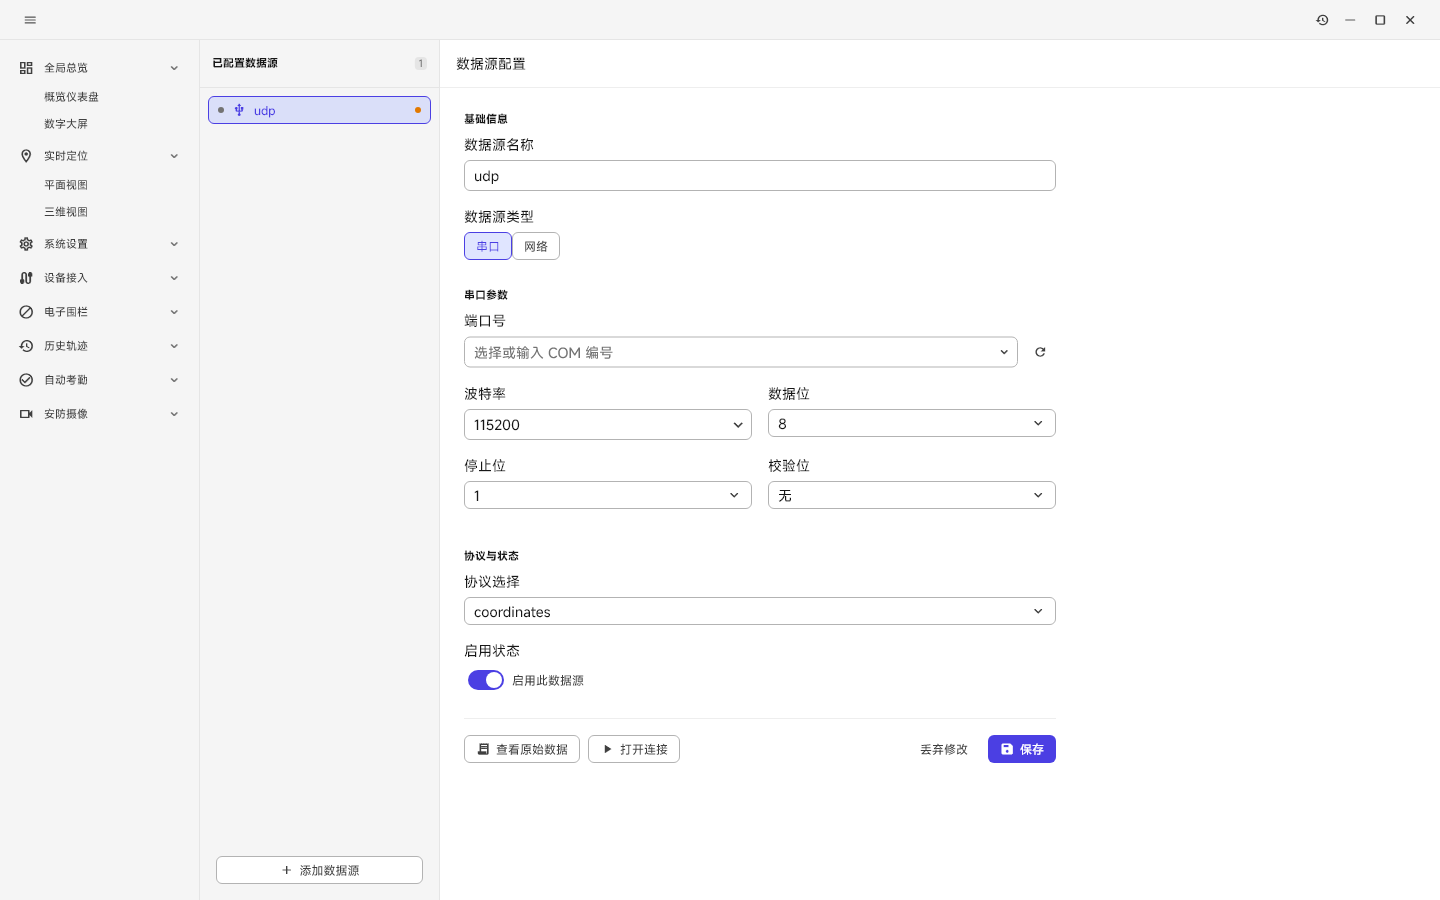 全局总览
概览仪表盘
数字大屏
实时定位
平面视图
三维视图
系统设置
设备接入
电子围栏
历史轨迹
自动考勤
安防摄像
已配置数据源 1
udp
添加数据源
数据源配置
基础信息
数据源名称
udp
数据源类型
串口 网络
串口参数
端口号
选择或输入 COM 编号
波特率 数据位
115200 8
停止位 校验位
1 无
协议与状态
协议选择
coordinates
启用状态
启用此数据源
查看原始数据 打开连接 丢弃修改 保存